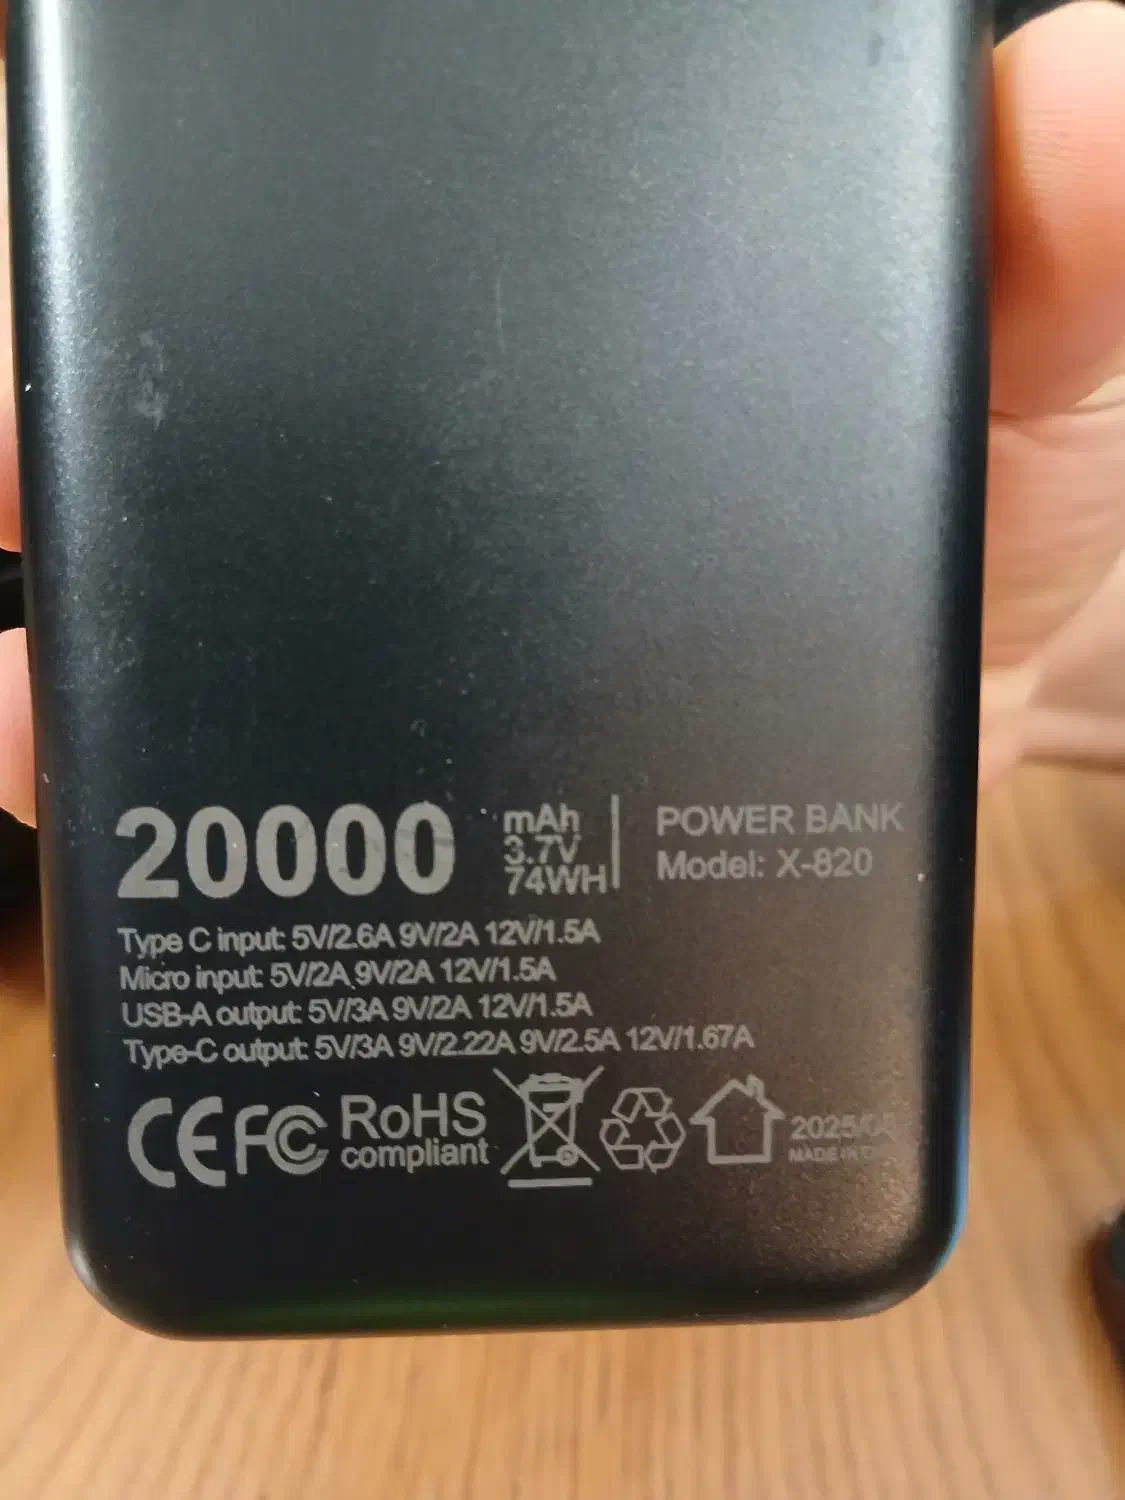 20000 mAh 3.7V 74WH
POWER BANK
Model: X-820
Type C input: 5V/2.6A 9V/2A 12V/1.5A
Micro input: 5V/2A 9V/2A 12V/1.5A
USB-A output: 5V/3A 9V/2A 12V/1.5A
Type-C output: 5V/3A 9V/2.22A 9V/2.5A 12V/1.67A
CE FC RoHS
compliant
MADE IN